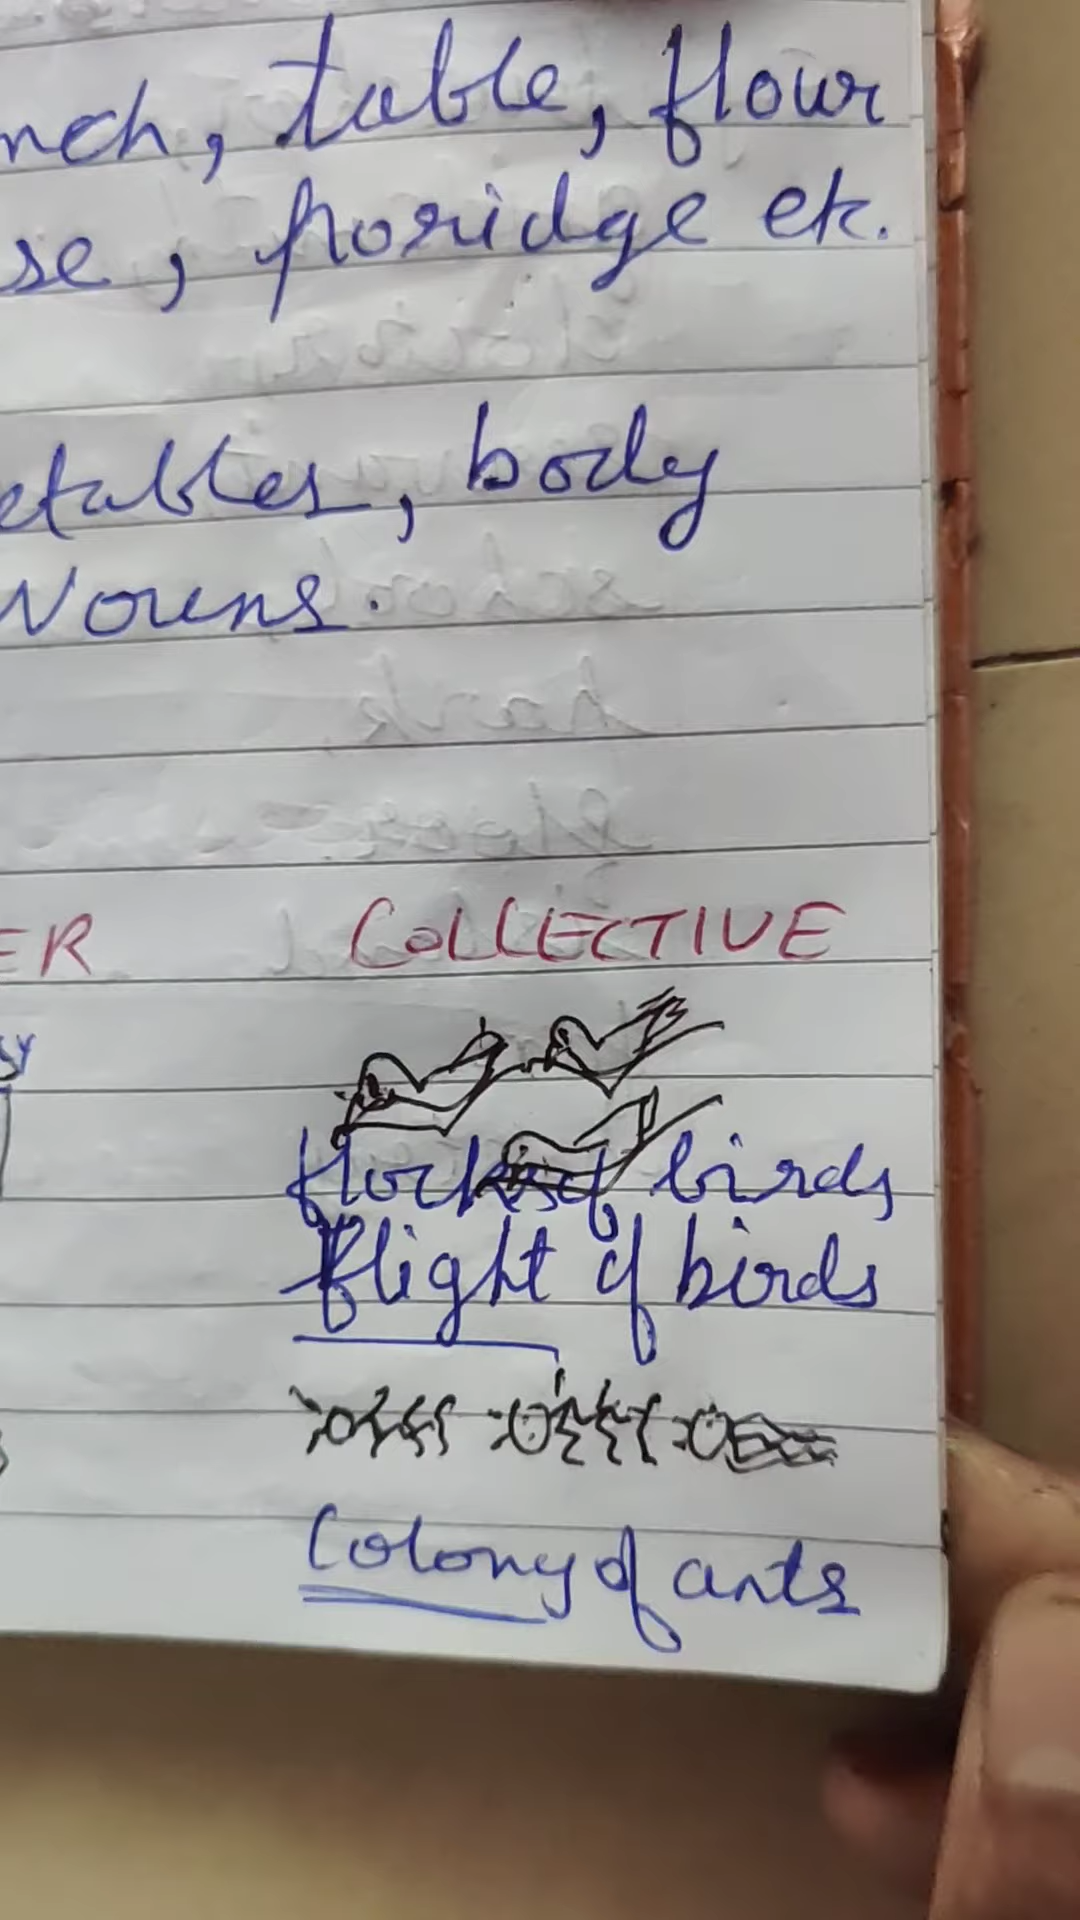 nch, table, flour
se, poridge etc.
etables, body
Nouns.
ER COLLECTIVE
sy
flock of birds
flight of birds
Colony of ants